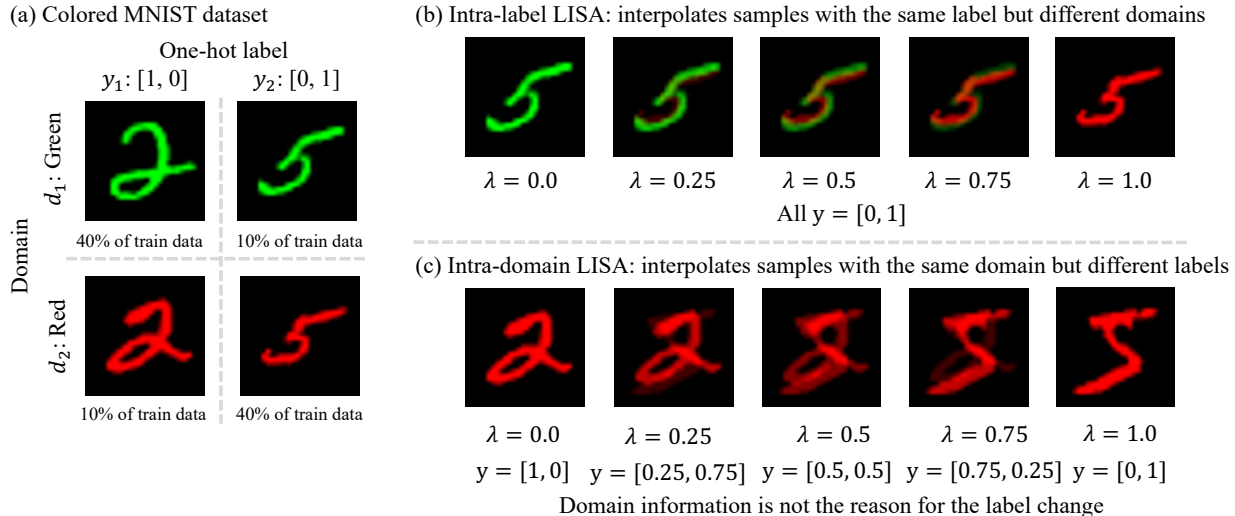 (a) Colored MNIST dataset
One-hot label
y₁: [1, 0]
y₂: [0, 1]
Domain
d₁: Green
40% of train data
10% of train data
d₂: Red
10% of train data
40% of train data
(b) Intra-label LISA: interpolates samples with the same label but different domains
λ = 0.0
λ = 0.25
λ = 0.5
λ = 0.75
λ = 1.0
All y = [0, 1]
(c) Intra-domain LISA: interpolates samples with the same domain but different labels
λ = 0.0
λ = 0.25
λ = 0.5
λ = 0.75
λ = 1.0
y = [1, 0]
y = [0.25, 0.75]
y = [0.5, 0.5]
y = [0.75, 0.25]
y = [0, 1]
Domain information is not the reason for the label change